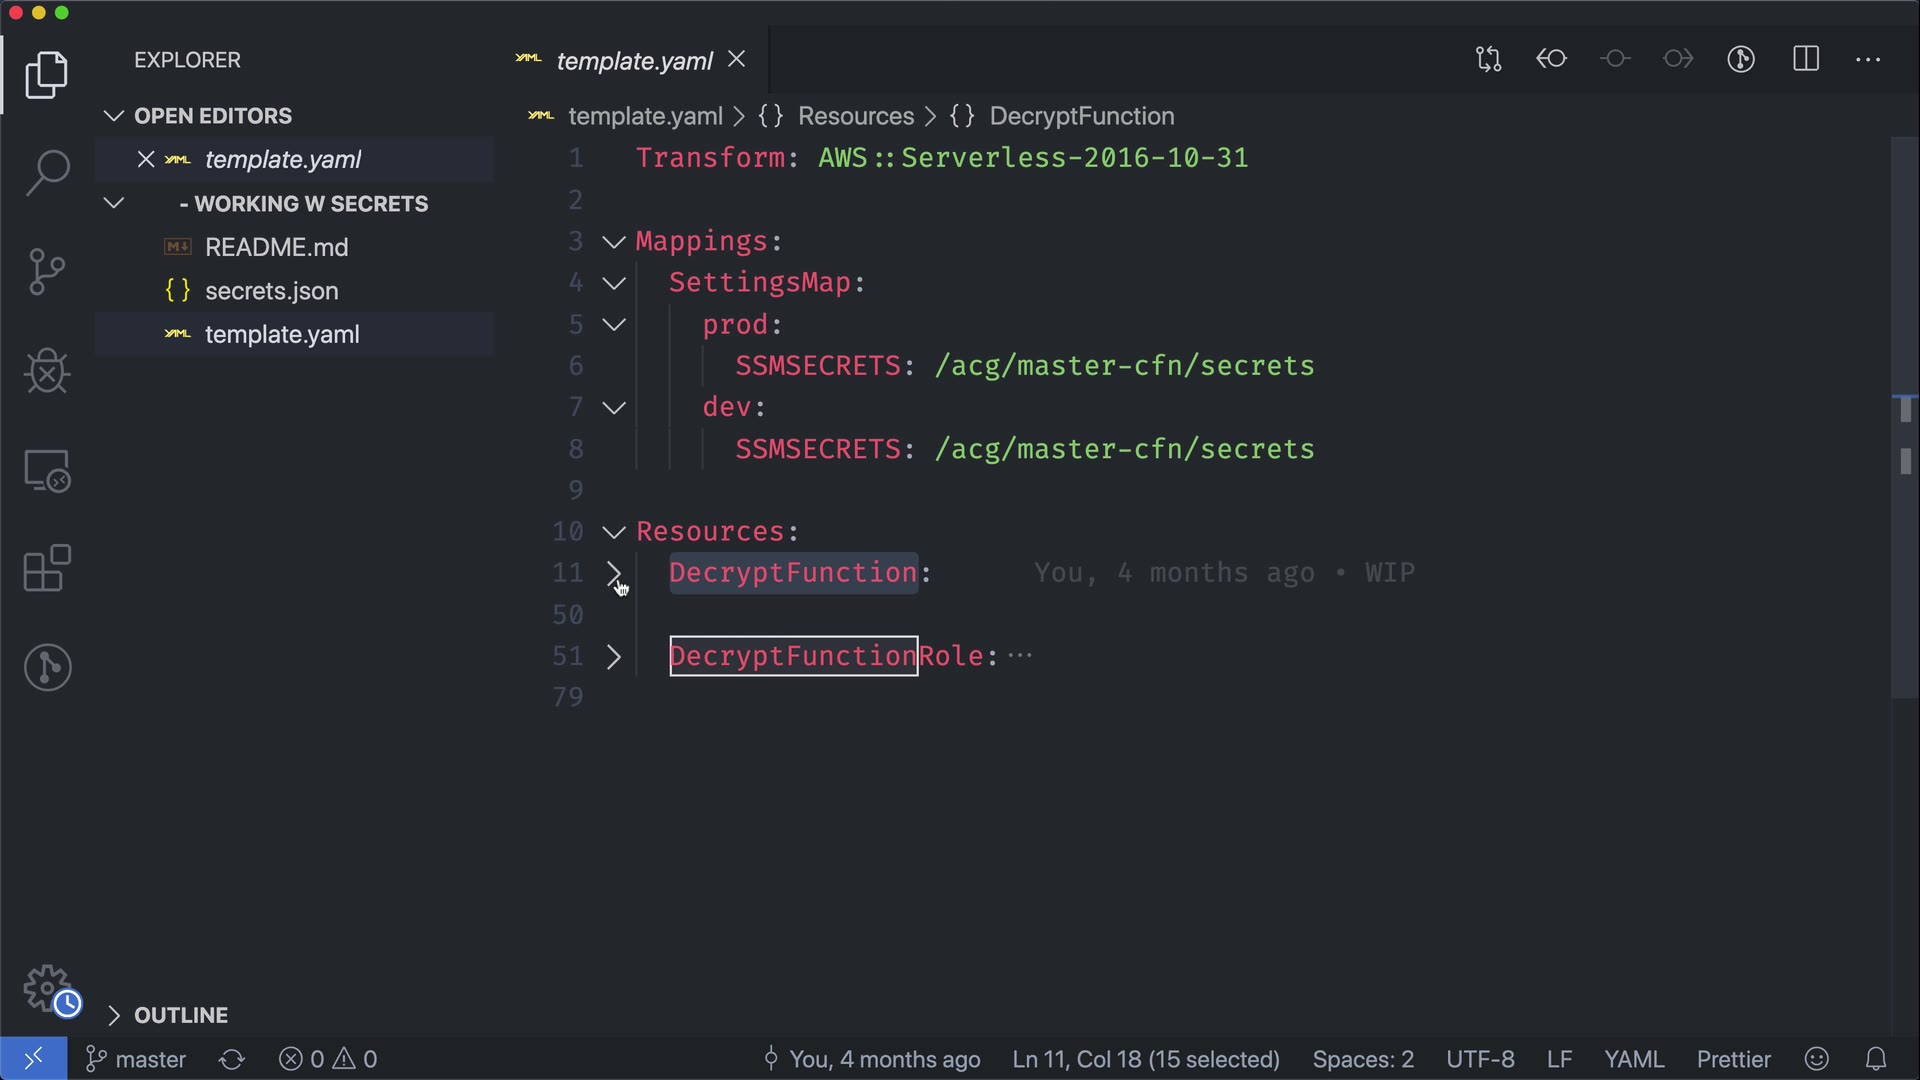 EXPLORER
OPEN EDITORS
template.yaml
- WORKING W SECRETS
README.md
{ } secrets.json
template.yaml
OUTLINE
template.yaml
template.yaml > {} Resources > {} DecryptFunction
1 Transform: AWS::Serverless-2016-10-31
2
3 Mappings:
4 SettingsMap:
5 prod:
6 SSMSECRETS: /acg/master-cfn/secrets
7 dev:
8 SSMSECRETS: /acg/master-cfn/secrets
9
10 Resources:
11 DecryptFunction: You, 4 months ago • WIP
50
51 DecryptFunctionRole: ...
79
master 0 0 You, 4 months ago Ln 11, Col 18 (15 selected) Spaces: 2 UTF-8 LF YAML Prettier